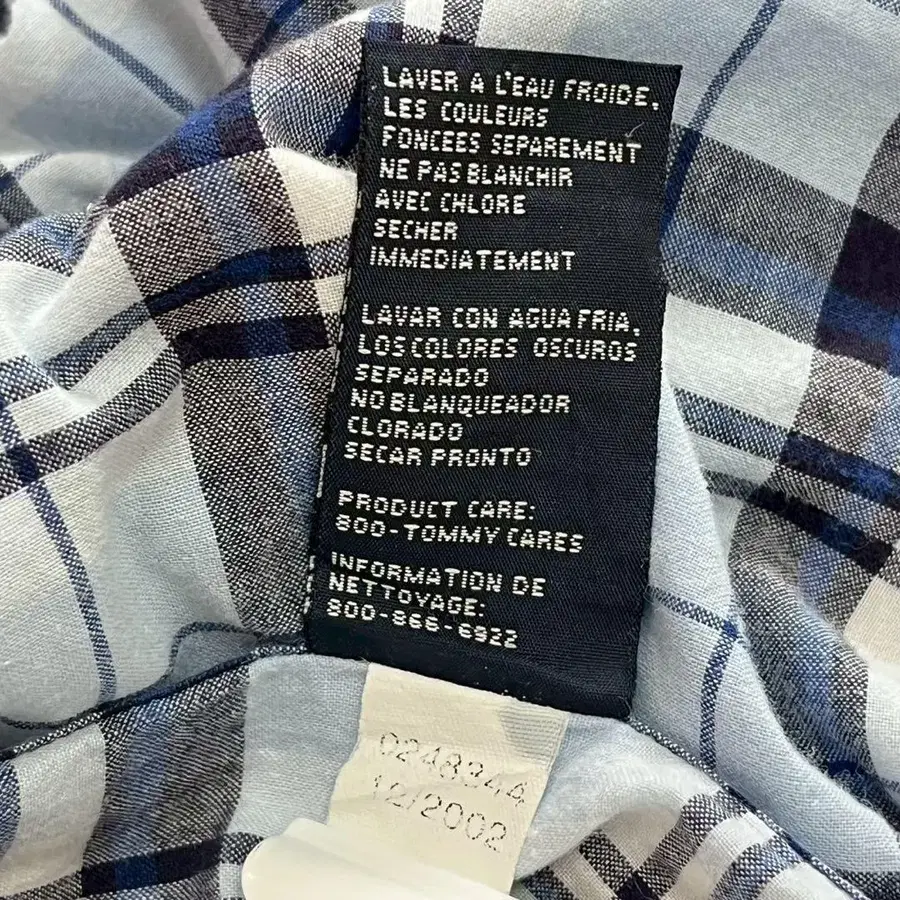 LAVER A L'EAU FROIDE.
LES COULEURS
FONCEES SEPAREMENT
NE PAS BLANCHIR
AVEC CHLORE
SECHER
IMMEDIATEMENT
LAVAR CON AGUA FRIA.
LOS COLORES OSCUROS
SEPARADO
NO BLANQUEADOR
CLORADO
SECAR PRONTO
PRODUCT CARE:
800-TOMMY CARES
INFORMATION DE
NETTOYAGE:
800-866-6922
0248344
12/2002